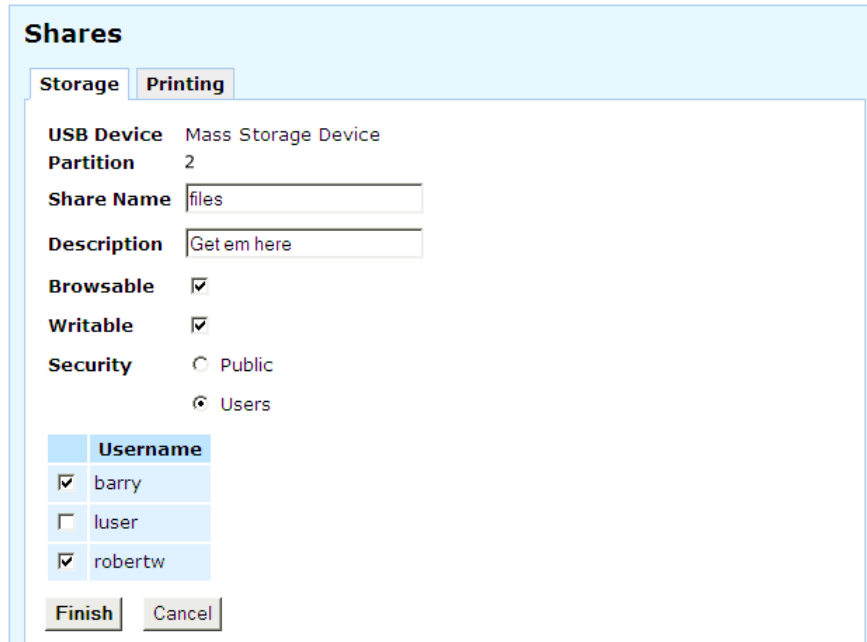 Shares
Storage Printing
USB Device Mass Storage Device
Partition 2
Share Name files
Description Get em here
Browsable
Writable
Security Public
Users
Username
barry
luser
robertw
Finish Cancel